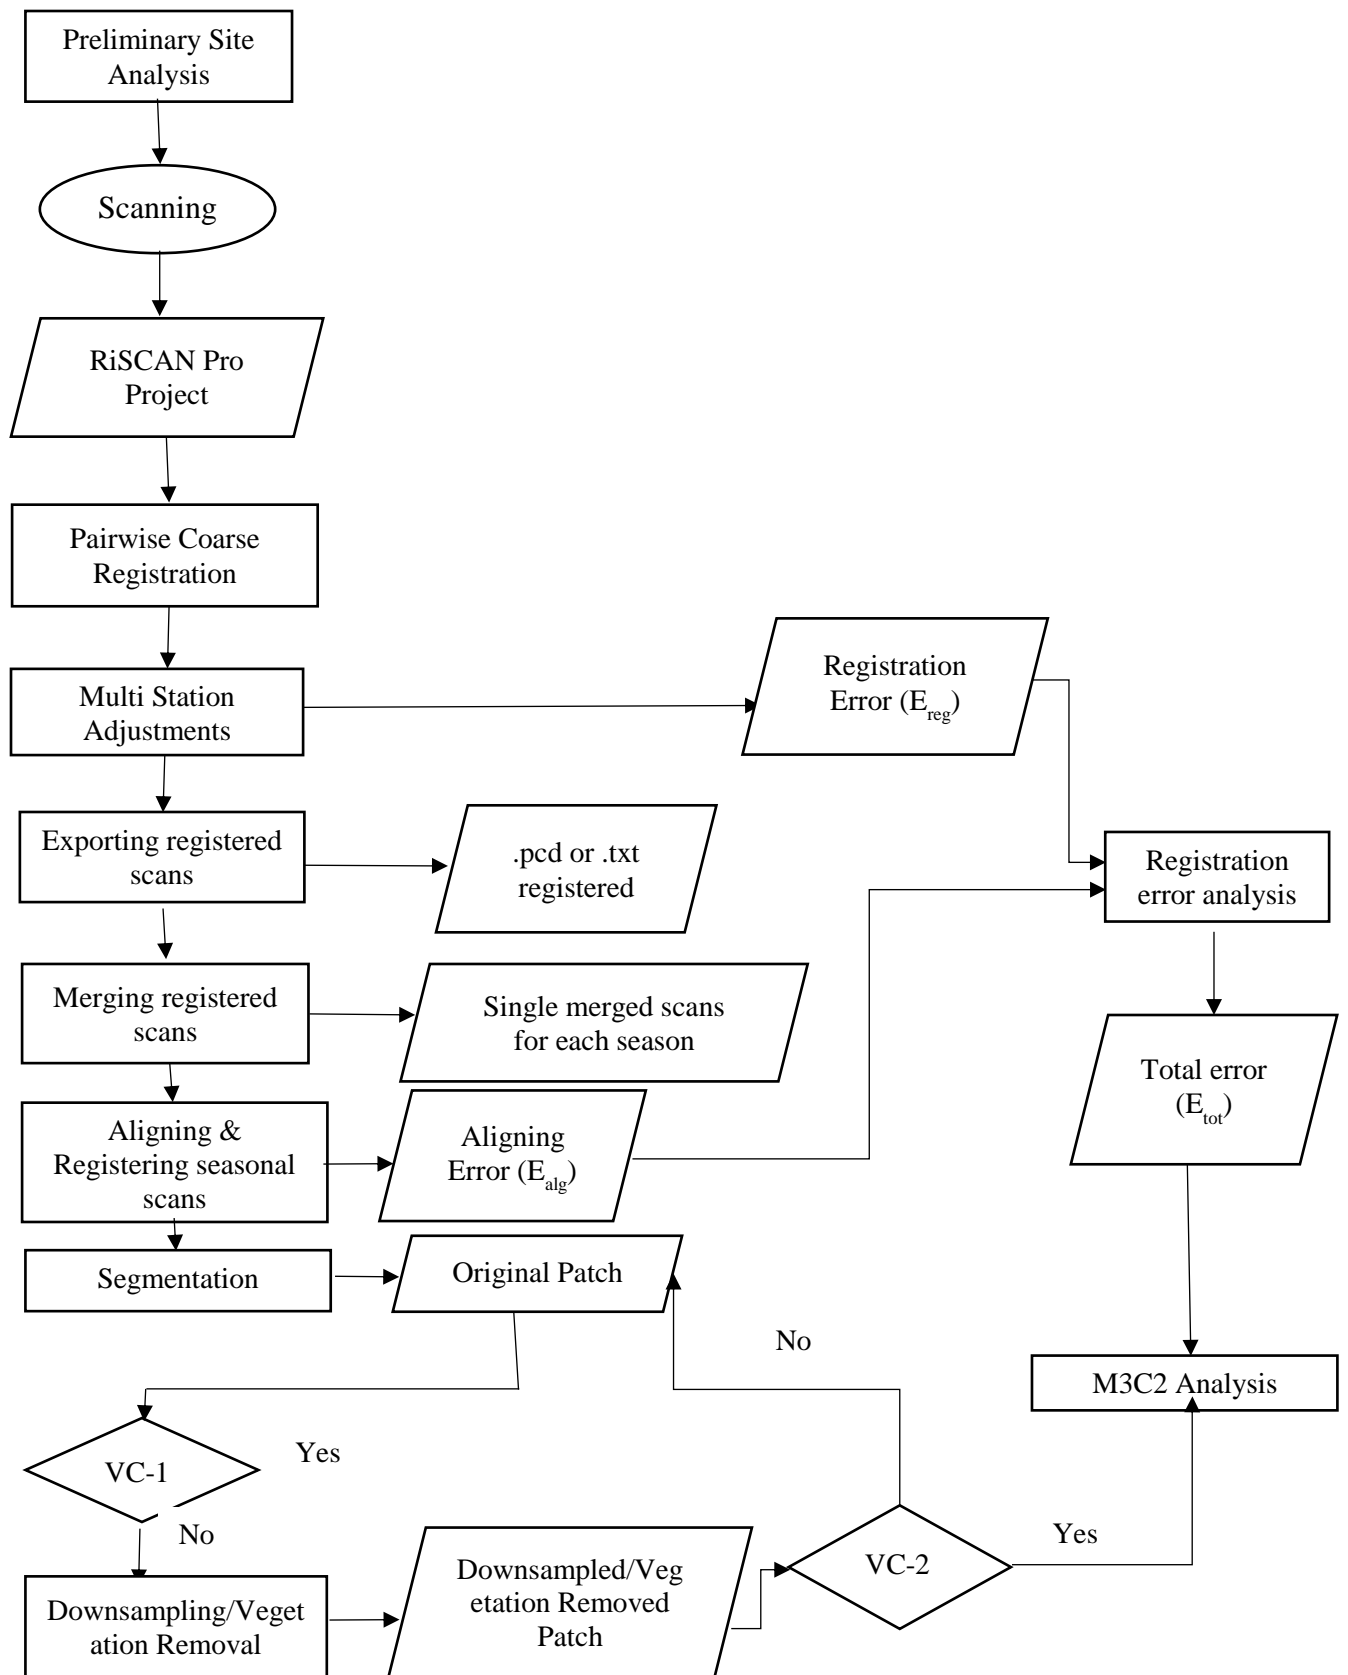 Preliminary Site
Analysis
Scanning
RiSCAN Pro
Project
Pairwise Coarse
Registration
Multi Station
Adjustments
Registration
Error (E_reg)
Exporting registered
scans
.pcd or .txt
registered
Registration
error analysis
Merging registered
scans
Single merged scans
for each season
Total error
(E_tot)
Aligning &
Registering seasonal
scans
Aligning
Error (E_alg)
Segmentation
Original Patch
No
M3C2 Analysis
VC-1
Yes
No
Downsampling/Veget
ation Removal
Downsampled/Veg
etation Removed
Patch
VC-2
Yes